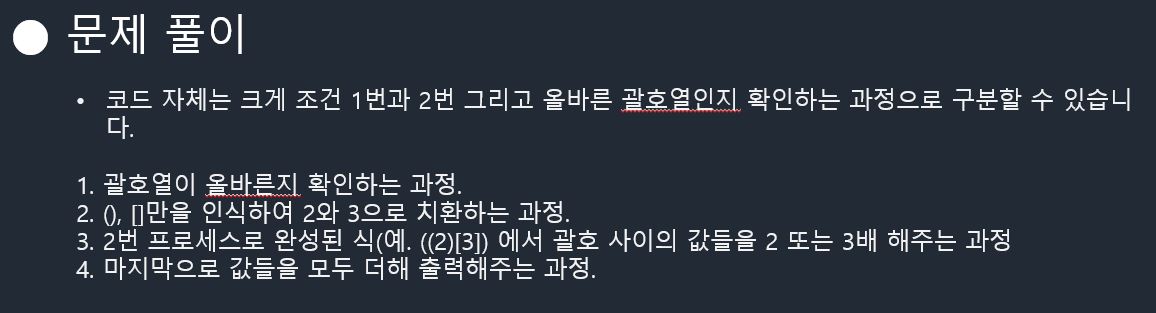 문제 풀이
• 코드 자체는 크게 조건 1번과 2번 그리고 올바른 괄호열인지 확인하는 과정으로 구분할 수 있습니
다.
1. 괄호열이 올바른지 확인하는 과정.
2. (), []만을 인식하여 2와 3으로 치환하는 과정.
3. 2번 프로세스로 완성된 식(예. ((2)[3]) 에서 괄호 사이의 값들을 2 또는 3배 해주는 과정
4. 마지막으로 값들을 모두 더해 출력해주는 과정.